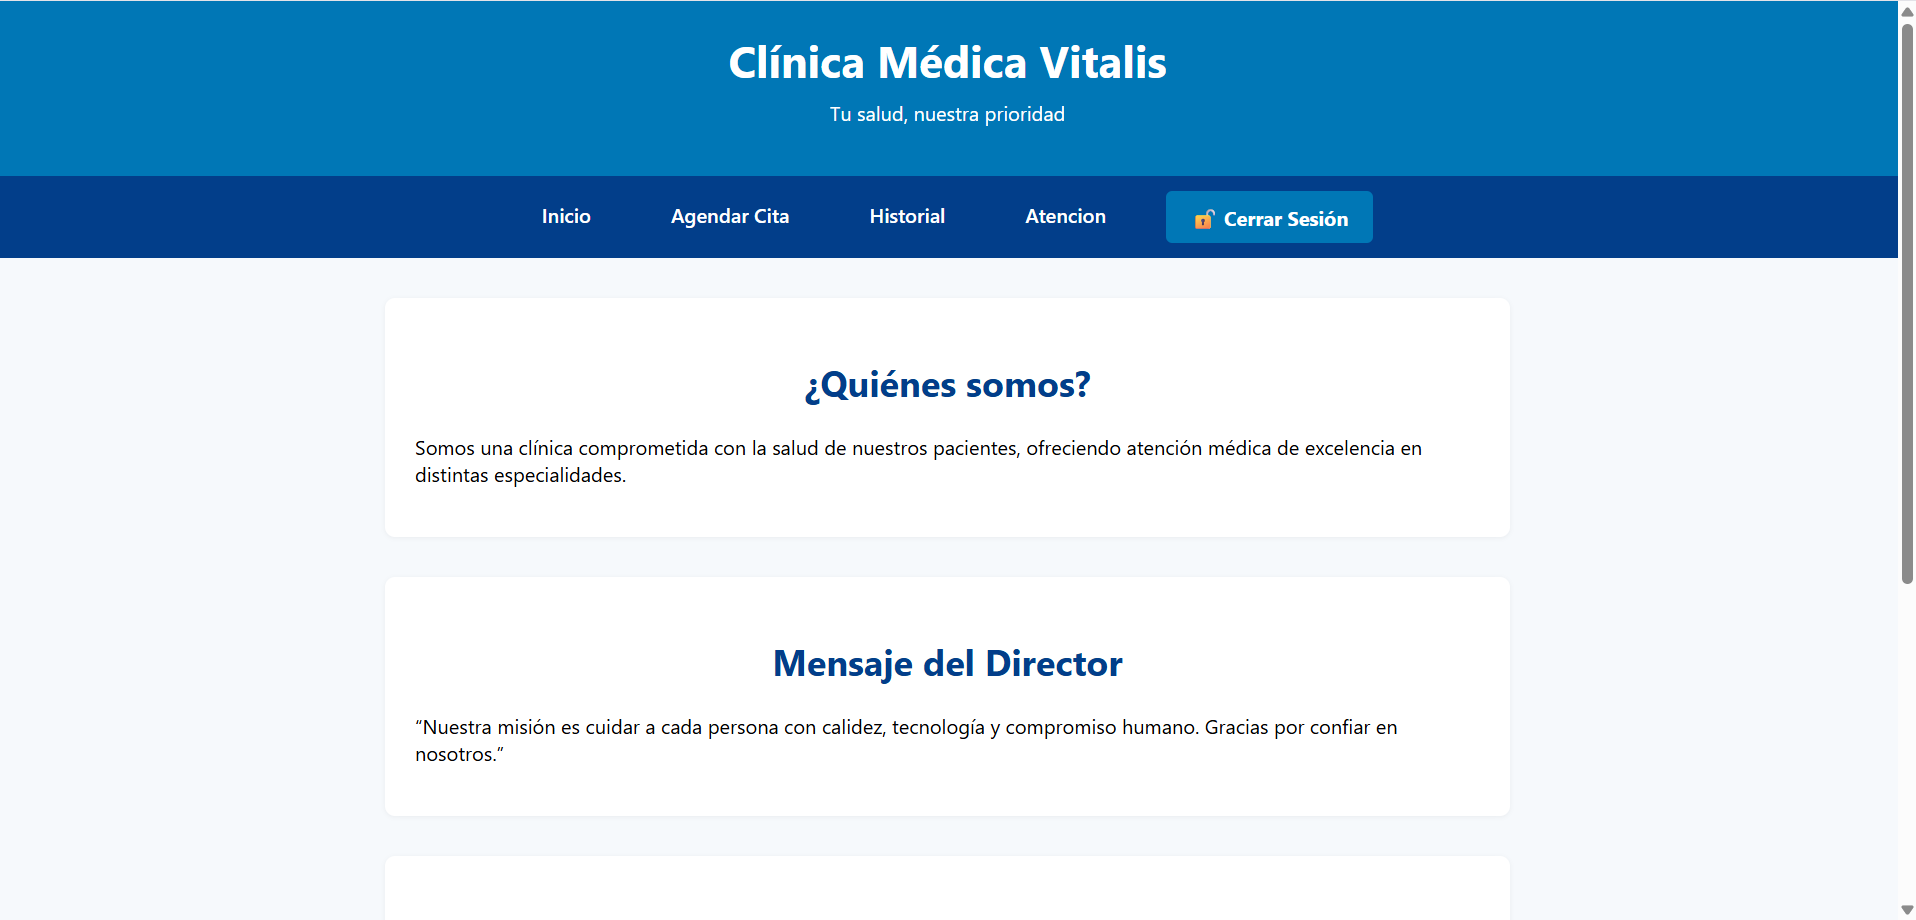 Clínica Médica Vitalis
Tu salud, nuestra prioridad
Inicio Agendar Cita Historial Atencion Cerrar Sesión
¿Quiénes somos?
Somos una clínica comprometida con la salud de nuestros pacientes, ofreciendo atención médica de excelencia en
distintas especialidades.
Mensaje del Director
“Nuestra misión es cuidar a cada persona con calidez, tecnología y compromiso humano. Gracias por confiar en
nosotros.”